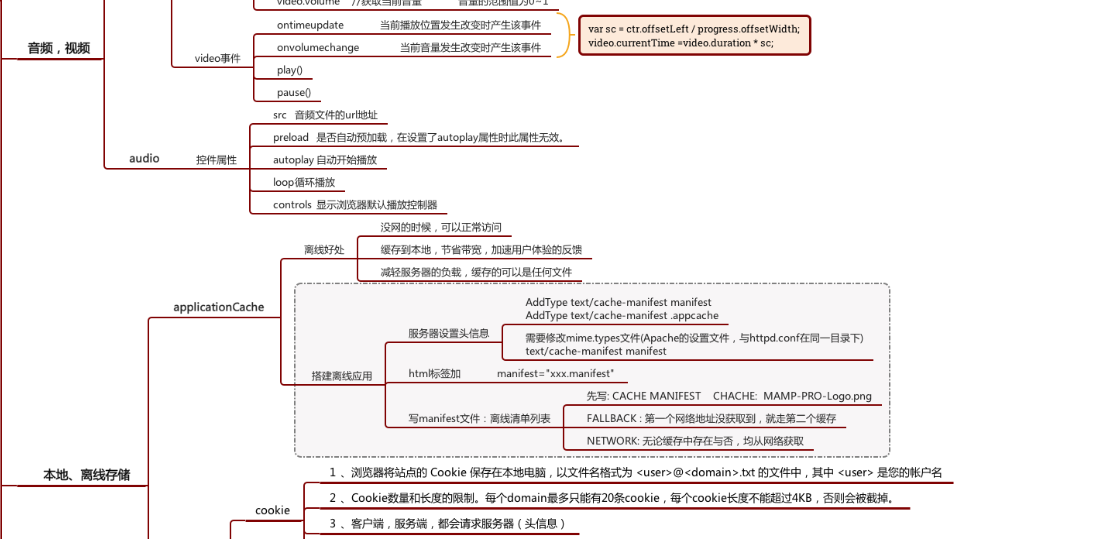 video.volume //获取当前音量 音量的范围值为0~1
ontimeupdate 当前播放位置发生改变时产生该事件
onvolumechange 当前音量发生改变时产生该事件
var sc = ctr.offsetLeft / progress.offsetWidth;
video.currentTime =video.duration * sc;
音频，视频
video事件
play()
pause()
src 音频文件的url地址
preload 是否自动预加载，在设置了autoplay属性时此属性无效。
audio
控件属性
autoplay 自动开始播放
loop循环播放
controls 显示浏览器默认播放控制器
没网的时候，可以正常访问
离线好处
缓存到本地，节省带宽，加速用户体验的反馈
减轻服务器的负载，缓存的可以是任何文件
applicationCache
AddType text/cache-manifest manifest
AddType text/cache-manifest .appcache
服务器设置头信息
需要修改mime.types文件(Apache的设置文件，与httpd.conf在同一目录下)
text/cache-manifest manifest
搭建离线应用
html标签加 manifest="xxx.manifest"
先写: CACHE MANIFEST CHACHE: MAMP-PRO-Logo.png
写manifest文件：离线清单列表
FALLBACK : 第一个网络地址没获取到，就走第二个缓存
NETWORK: 无论缓存中存在与否，均从网络获取
本地、离线存储
1 、浏览器将站点的 Cookie 保存在本地电脑，以文件名格式为 <user>@<domain>.txt 的文件中，其中 <user> 是您的帐户名
2 、Cookie数量和长度的限制。每个domain最多只能有20条cookie，每个cookie长度不能超过4KB，否则会被截掉。
cookie
3 、客户端，服务端，都会请求服务器（头信息）